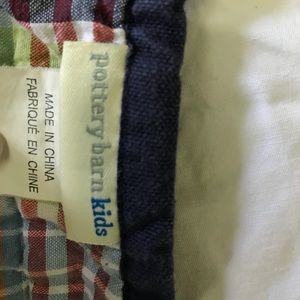 pottery barn kids
MADE IN CHINA
FABRIQUÉ EN CHINE